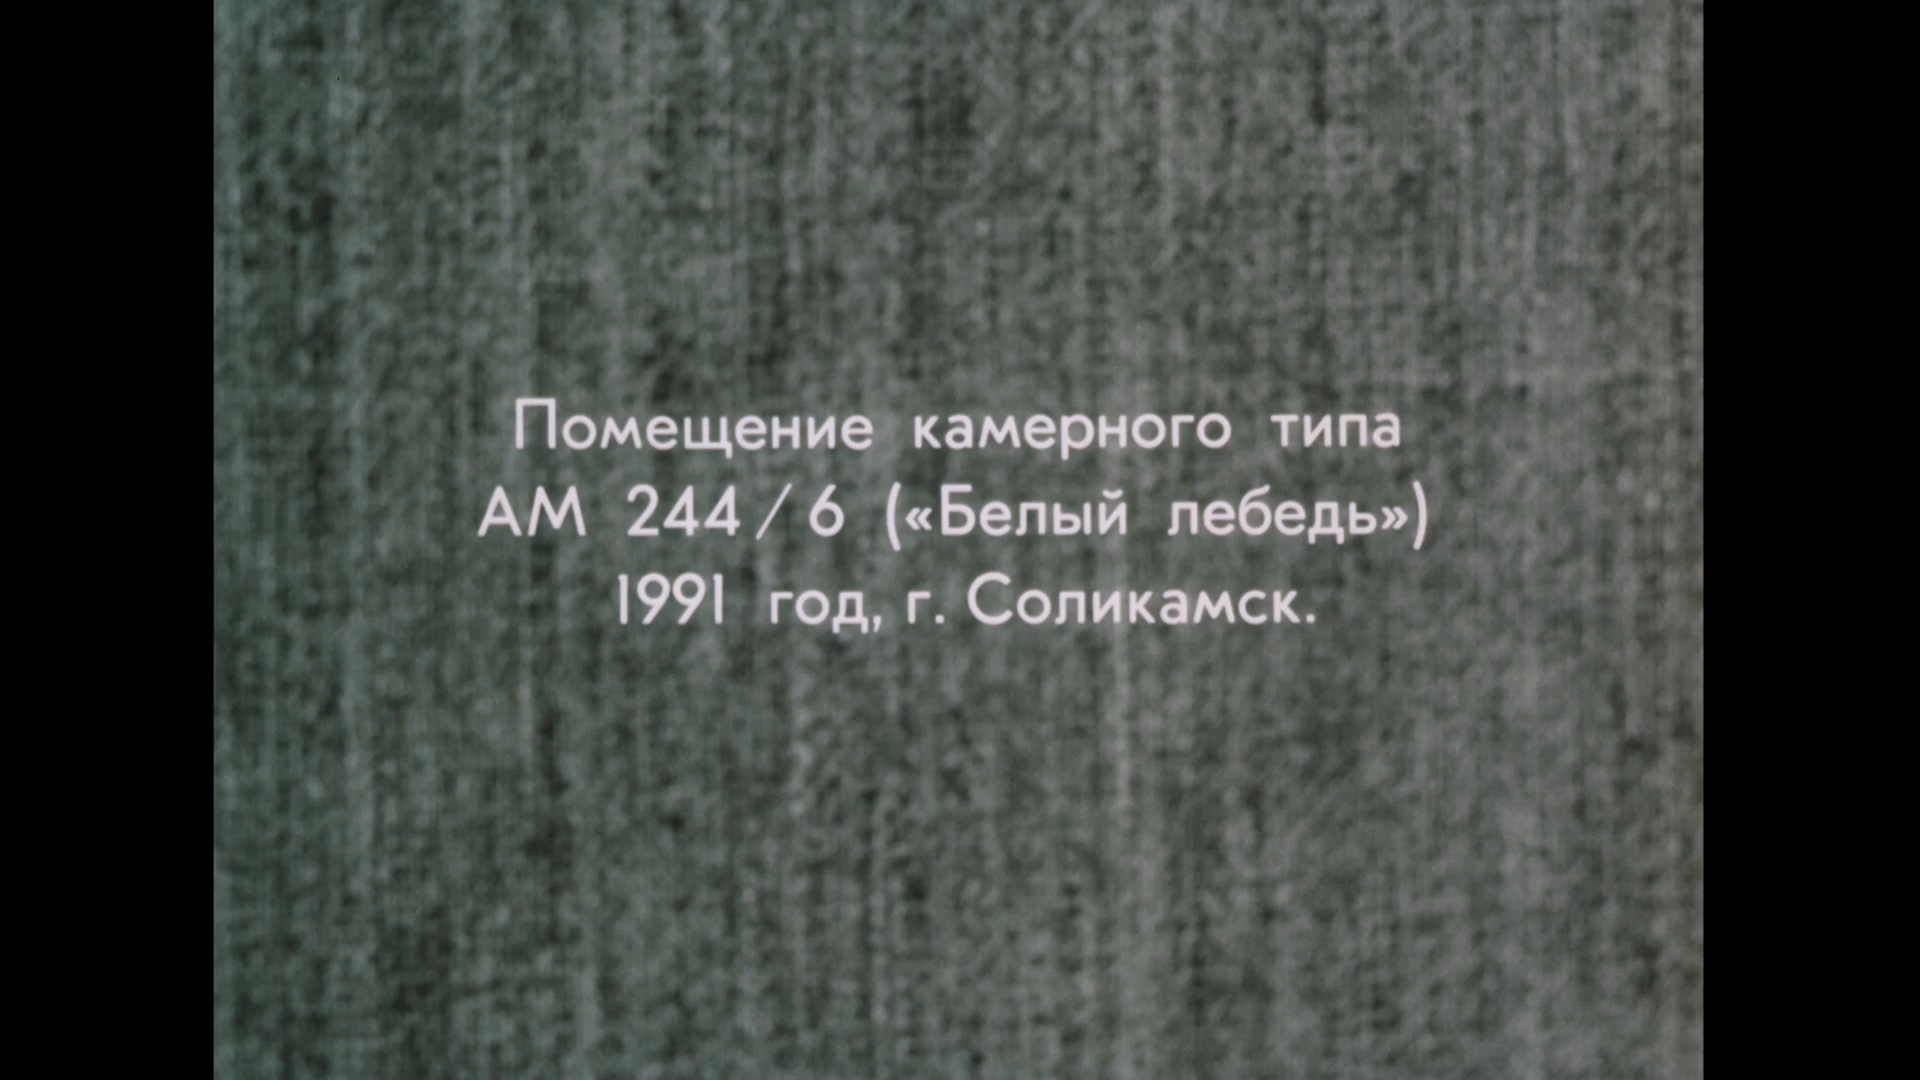 Помещение камерного типа
АМ 244/6 («Белый лебедь»)
1991 год, г. Соликамск.